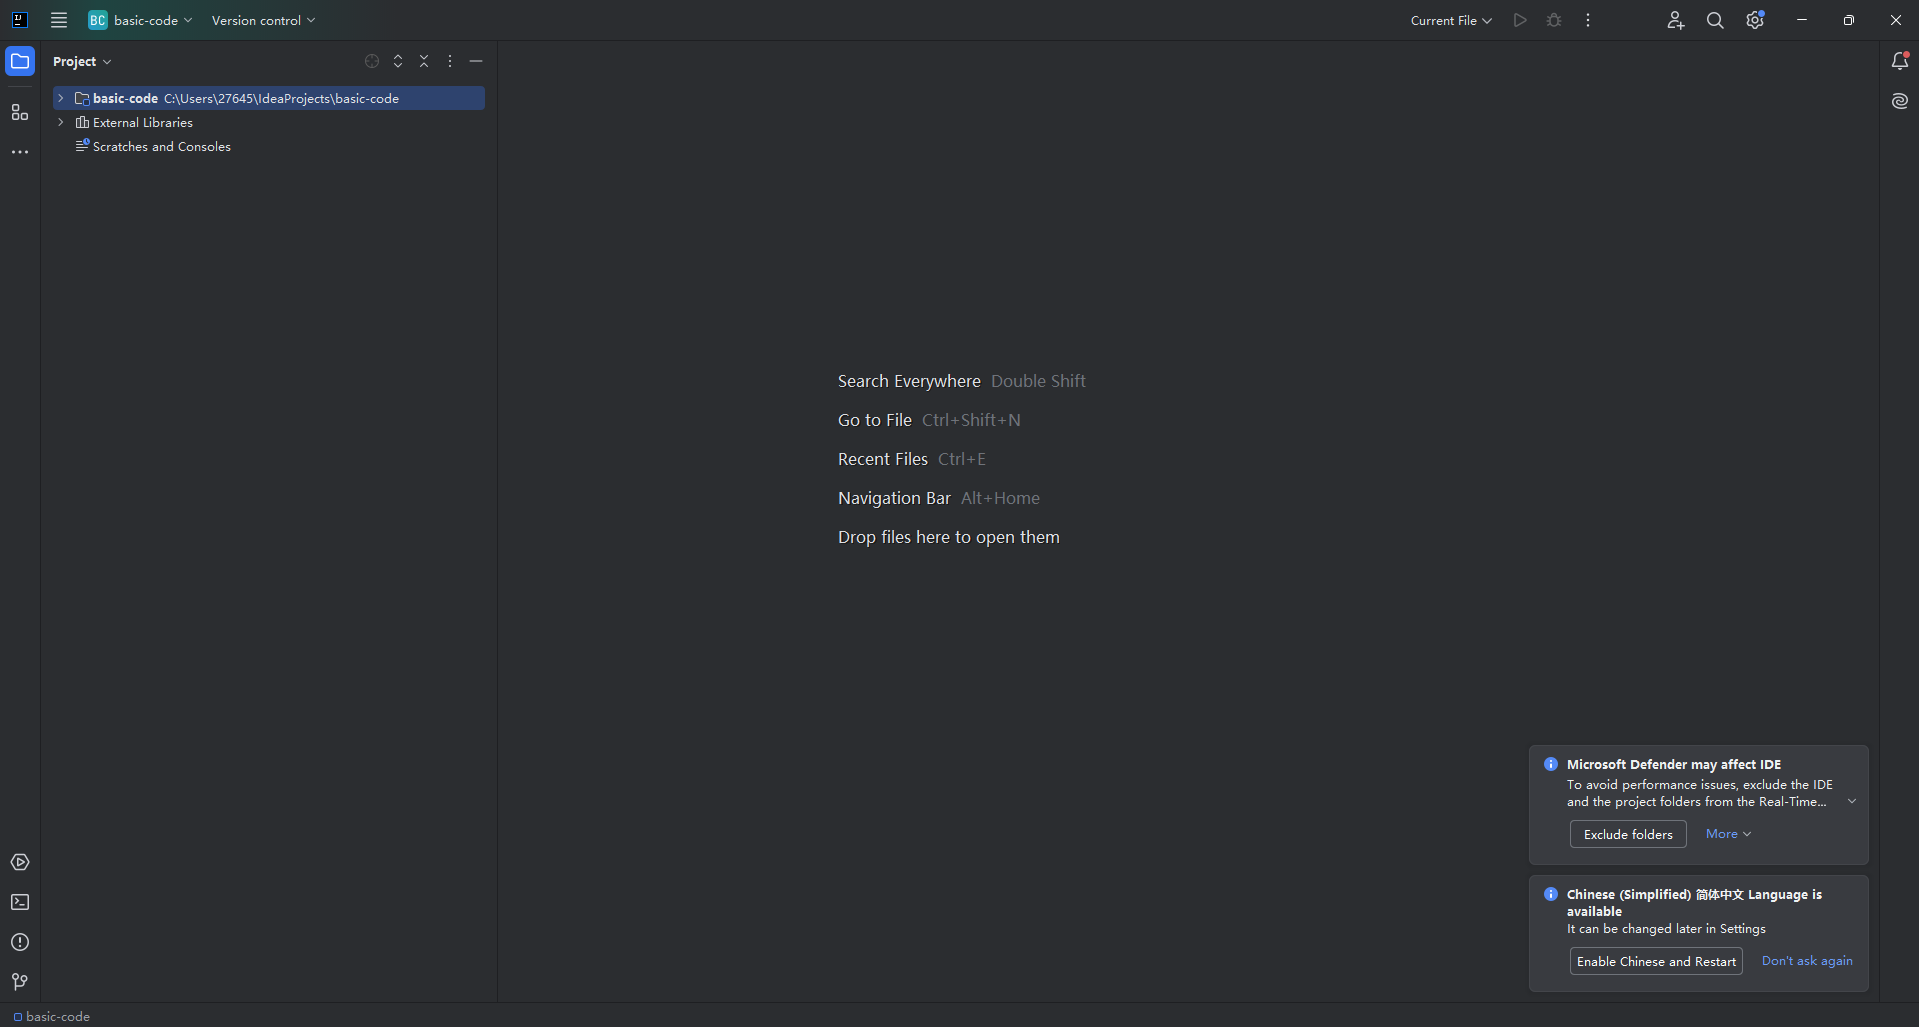 BC basic-code Version control Current File
Project
basic-code C:\Users\27645\IdeaProjects\basic-code
External Libraries
Scratches and Consoles
Search Everywhere Double Shift
Go to File Ctrl+Shift+N
Recent Files Ctrl+E
Navigation Bar Alt+Home
Drop files here to open them
Microsoft Defender may affect IDE
To avoid performance issues, exclude the IDE
and the project folders from the Real-Time...
Exclude folders More
Chinese (Simplified) 简体中文 Language is
available
It can be changed later in Settings
Enable Chinese and Restart Don't ask again
basic-code